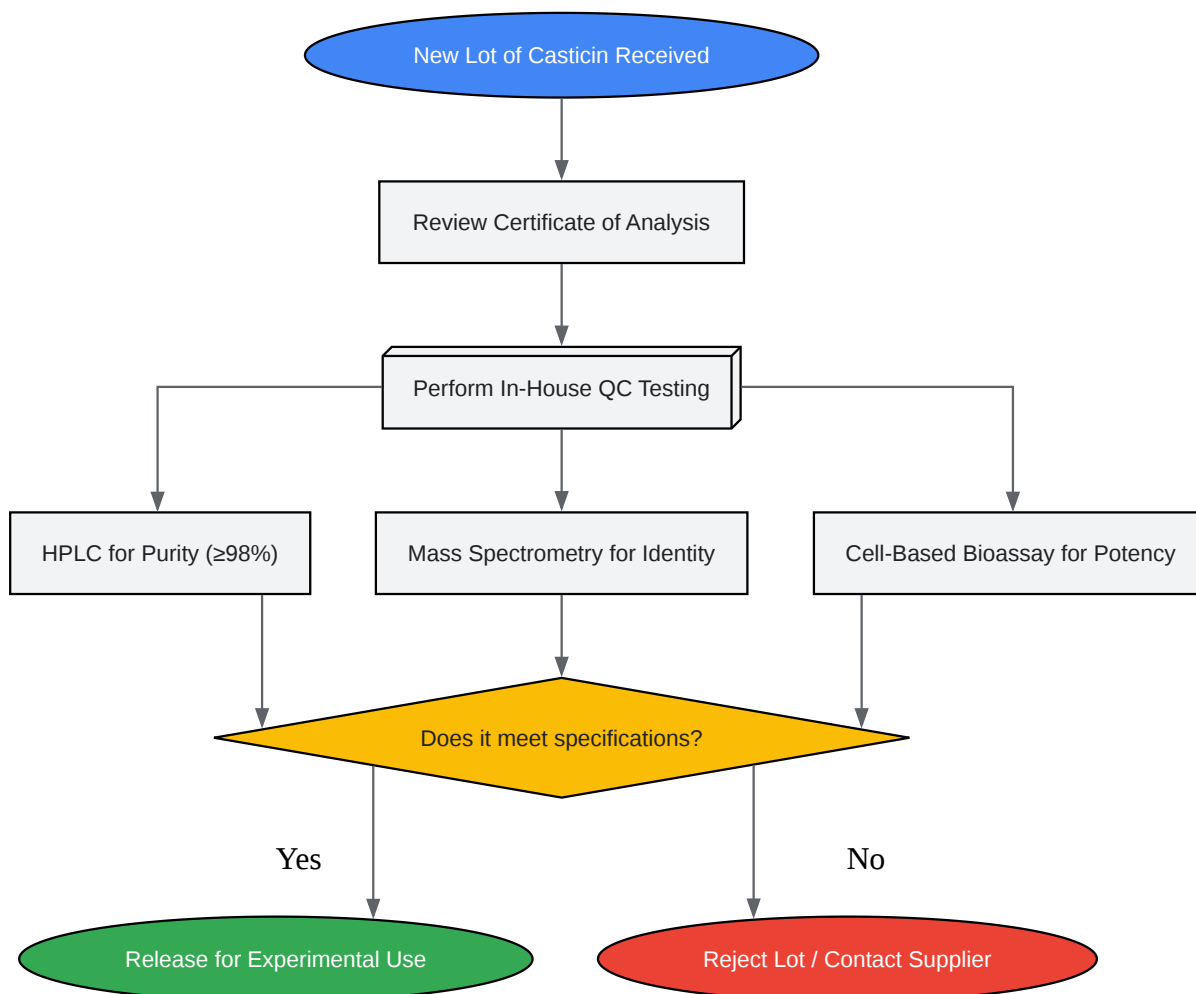 New Lot of Casticin Received
Review Certificate of Analysis
Perform In-House QC Testing
HPLC for Purity (≥98%)
Mass Spectrometry for Identity
Cell-Based Bioassay for Potency
Does it meet specifications?
Yes
No
Release for Experimental Use
Reject Lot / Contact Supplier